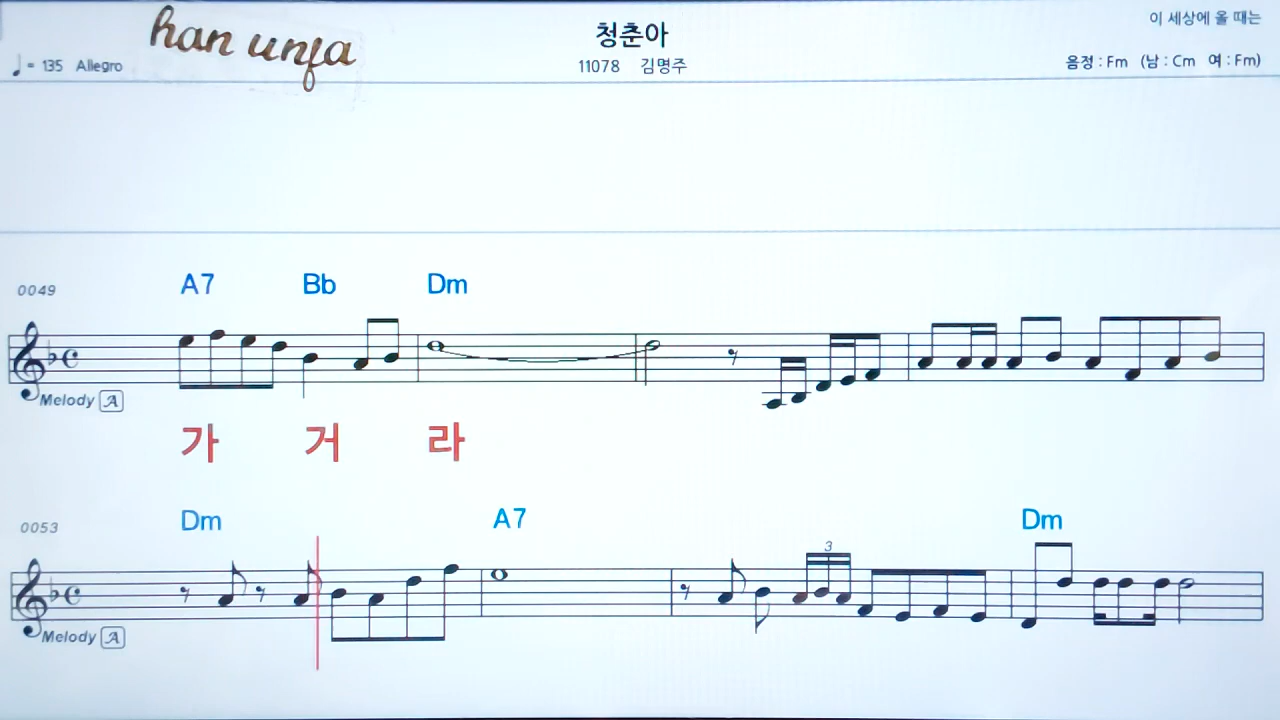 han unja
청춘아
이 세상에 올 때는
♩= 135 Allegro
11078 김명주
음정 : Fm (남 : Cm 여 : Fm)
0049
A7 Bb Dm
Melody A
가 거 라
0053
Dm A7 Dm
3
Melody A